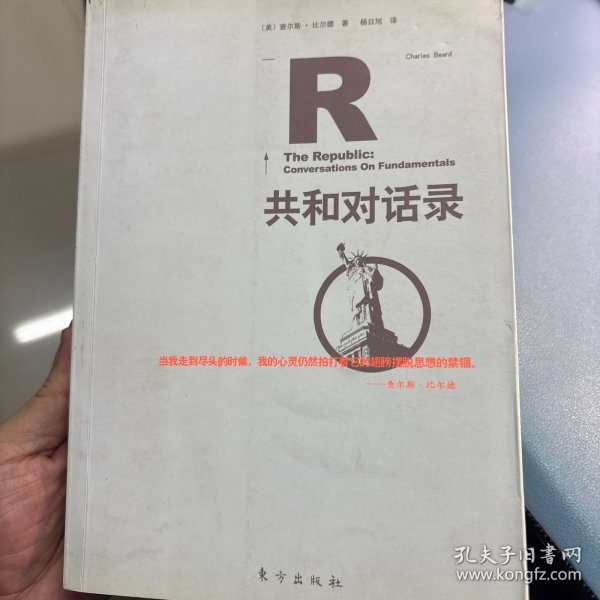 （美）查尔斯·比尔德 著 杨日旭 译
Charles Beard
R
The Republic:
Conversations On Fundamentals
共和对话录
当我走到尽头的时候，我的心灵仍然拍打着它的翅膀摆脱思想的禁锢。
——查尔斯·比尔德
东方出版社
孔夫子旧书网
www.kongfz.com